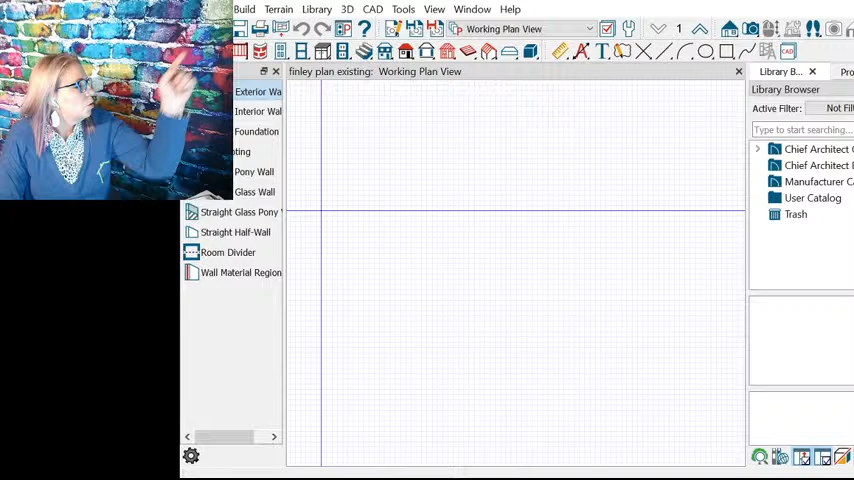 Build Terrain Library 3D CAD Tools View Window Help
Working Plan View 1
finley plan existing: Working Plan View
Library B...
Exterior Wa
Library Browser
Interior Wal
Active Filter: Not Fil
Foundation
Type to start searching...
Chief Architect
Pony Wall
Chief Architect
Glass Wall
Manufacturer Ca
User Catalog
Straight Glass Pony
Trash
Straight Half-Wall
Room Divider
Wall Material Region